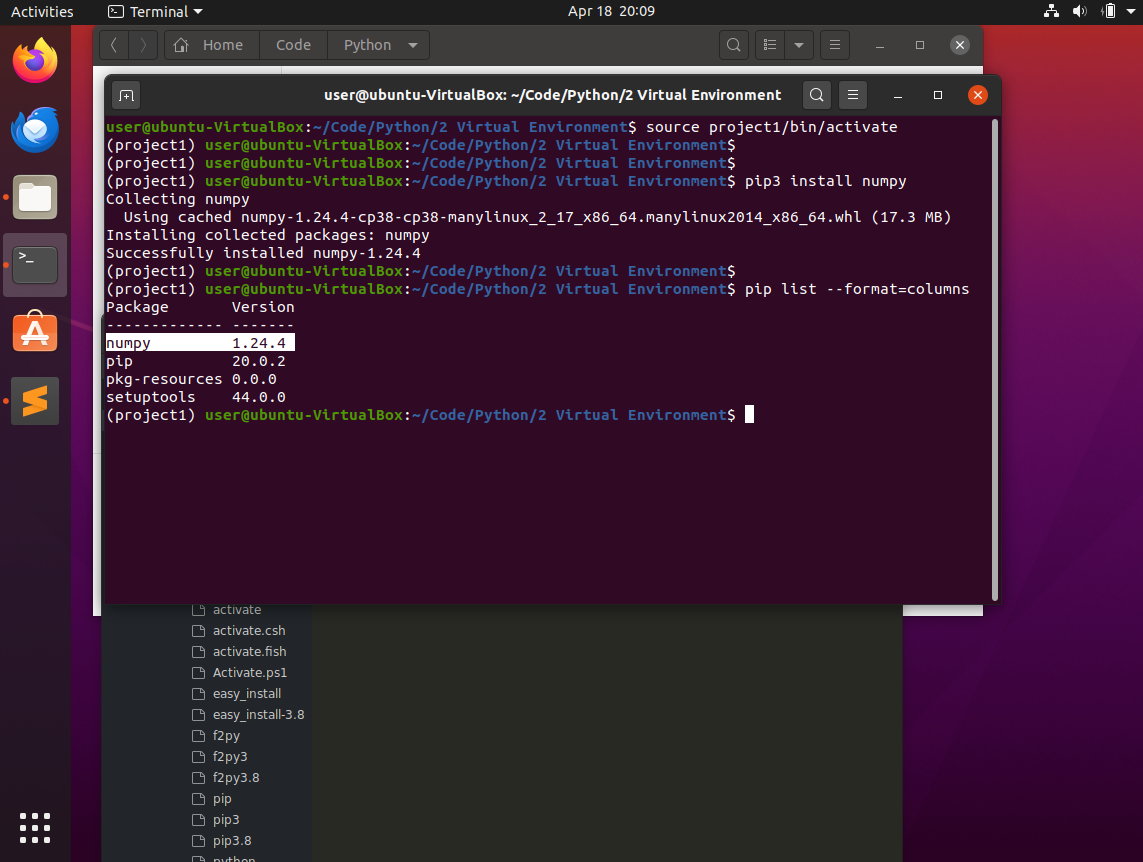 Activities Terminal Apr 18 20:09
Home Code Python
user@ubuntu-VirtualBox: ~/Code/Python/2 Virtual Environment
user@ubuntu-VirtualBox:~/Code/Python/2 Virtual Environment$ source project1/bin/activate
(project1) user@ubuntu-VirtualBox:~/Code/Python/2 Virtual Environment$
(project1) user@ubuntu-VirtualBox:~/Code/Python/2 Virtual Environment$
(project1) user@ubuntu-VirtualBox:~/Code/Python/2 Virtual Environment$ pip3 install numpy
Collecting numpy
  Using cached numpy-1.24.4-cp38-cp38-manylinux_2_17_x86_64.manylinux2014_x86_64.whl (17.3 MB)
Installing collected packages: numpy
Successfully installed numpy-1.24.4
(project1) user@ubuntu-VirtualBox:~/Code/Python/2 Virtual Environment$
(project1) user@ubuntu-VirtualBox:~/Code/Python/2 Virtual Environment$ pip list --format=columns
Package       Version
------------- -------
numpy         1.24.4
pip           20.0.2
pkg-resources 0.0.0
setuptools    44.0.0
(project1) user@ubuntu-VirtualBox:~/Code/Python/2 Virtual Environment$
activate
activate.csh
activate.fish
Activate.ps1
easy_install
easy_install-3.8
f2py
f2py3
f2py3.8
pip
pip3
pip3.8
python